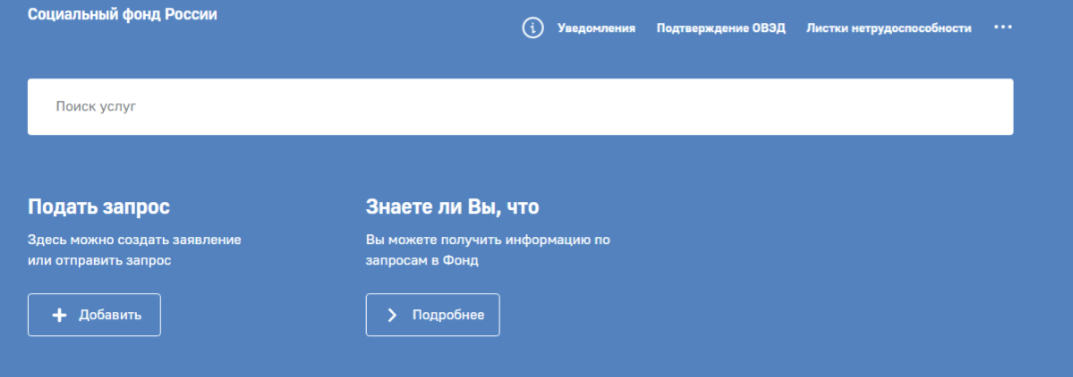 Социальный фонд России
Уведомления Подтверждение ОВЭД Листки нетрудоспособности ...
Поиск услуг
Подать запрос
Здесь можно создать заявление
или отправить запрос
Добавить
Знаете ли Вы, что
Вы можете получить информацию по
запросам в Фонд
Подробнее